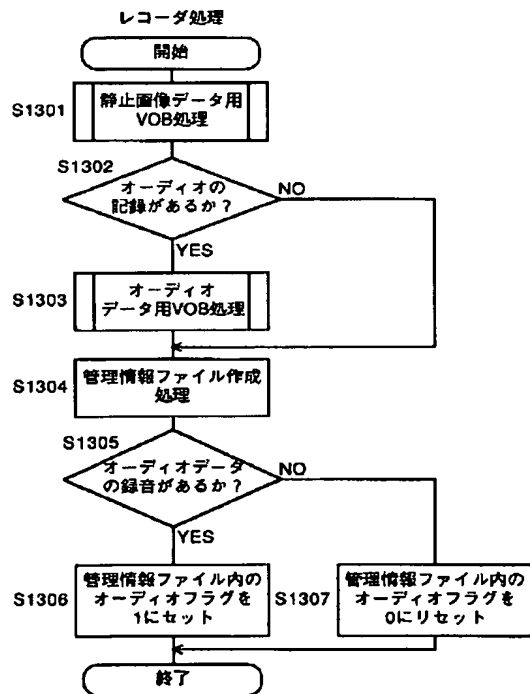 レコーダ処理
開始
S1301
静止画像データ用
VOB処理
S1302
オーディオの
記録があるか？
NO
YES
S1303
オーディオ
データ用VOB処理
S1304
管理情報ファイル作成
処理
S1305
オーディオデータ
の録音があるか？
NO
YES
S1306
管理情報ファイル内の
オーディオフラグを
1にセット
S1307
管理情報ファイル内の
オーディオフラグを
0にリセット
終了